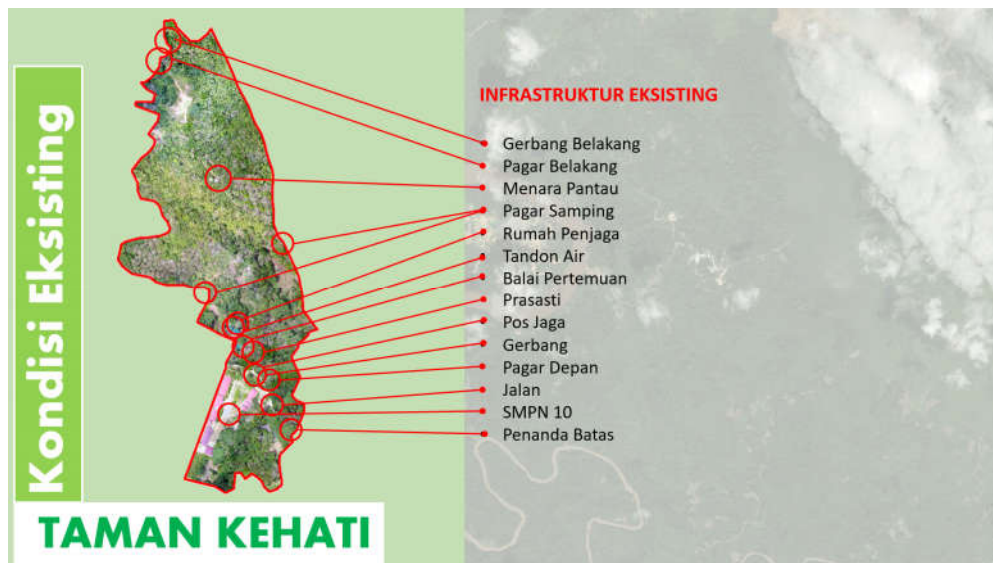 Kondisi Eksisting
TAMAN KEHATI
INFRASTRUKTUR EKSISTING
Gerbang Belakang
Pagar Belakang
Menara Pantau
Pagar Samping
Rumah Penjaga
Tandon Air
Balai Pertemuan
Prasasti
Pos Jaga
Gerbang
Pagar Depan
Jalan
SMPN 10
Penanda Batas